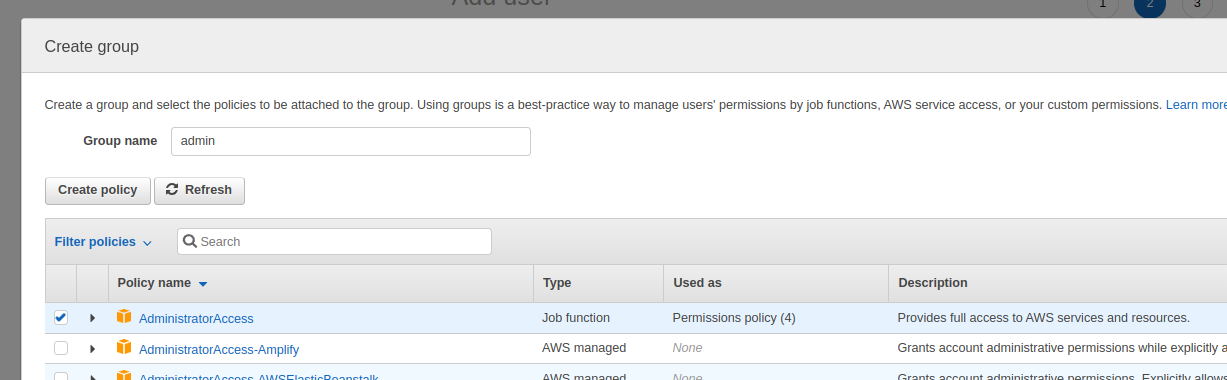 Add user
1 2 3
Create group
Create a group and select the policies to be attached to the group. Using groups is a best-practice way to manage users' permissions by job functions, AWS service access, or your custom permissions. Learn more
Group name admin
Create policy Refresh
Filter policies Search
Policy name Type Used as Description
AdministratorAccess Job function Permissions policy (4) Provides full access to AWS services and resources.
AdministratorAccess-Amplify AWS managed None Grants account administrative permissions while explicitly a
AdministratorAccess-AWSElasticBeanstalk AWS managed None Grants account administrative permissions. Explicitly allows